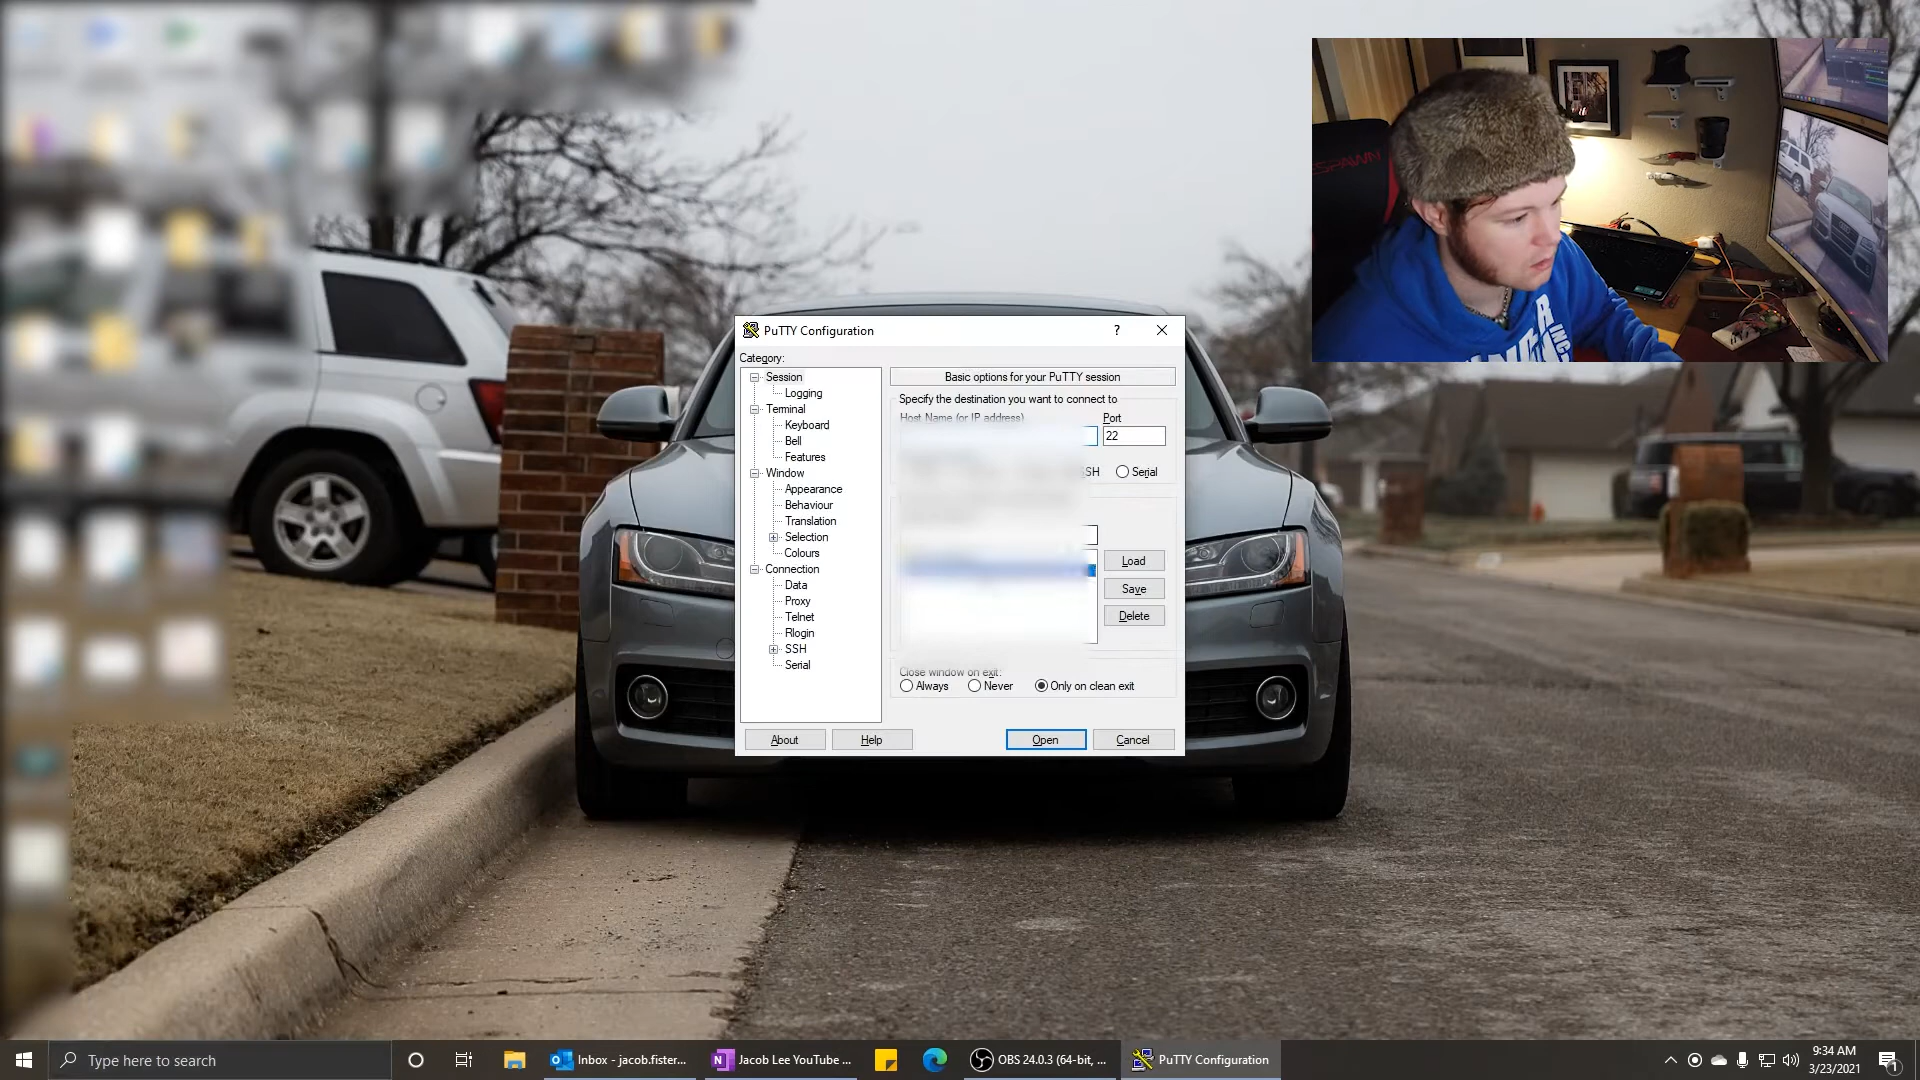 PuTTY Configuration
?
Category:
Session
Logging
Terminal
Keyboard
Bell
Features
Window
Appearance
Behaviour
Translation
Selection
Colours
Connection
Data
Proxy
Telnet
Rlogin
SSH
Serial
Basic options for your PuTTY session
Specify the destination you want to connect to
Host Name (or IP address)
Port
22
SH
Serial
Load
Save
Delete
Close window on exit:
Always
Never
Only on clean exit
About
Help
Open
Cancel
SPAWN
Type here to search
Inbox - jacob.fister...
Jacob Lee YouTube ...
OBS 24.0.3 (64-bit, ...
PuTTY Configuration
9:34 AM
3/23/2021
1